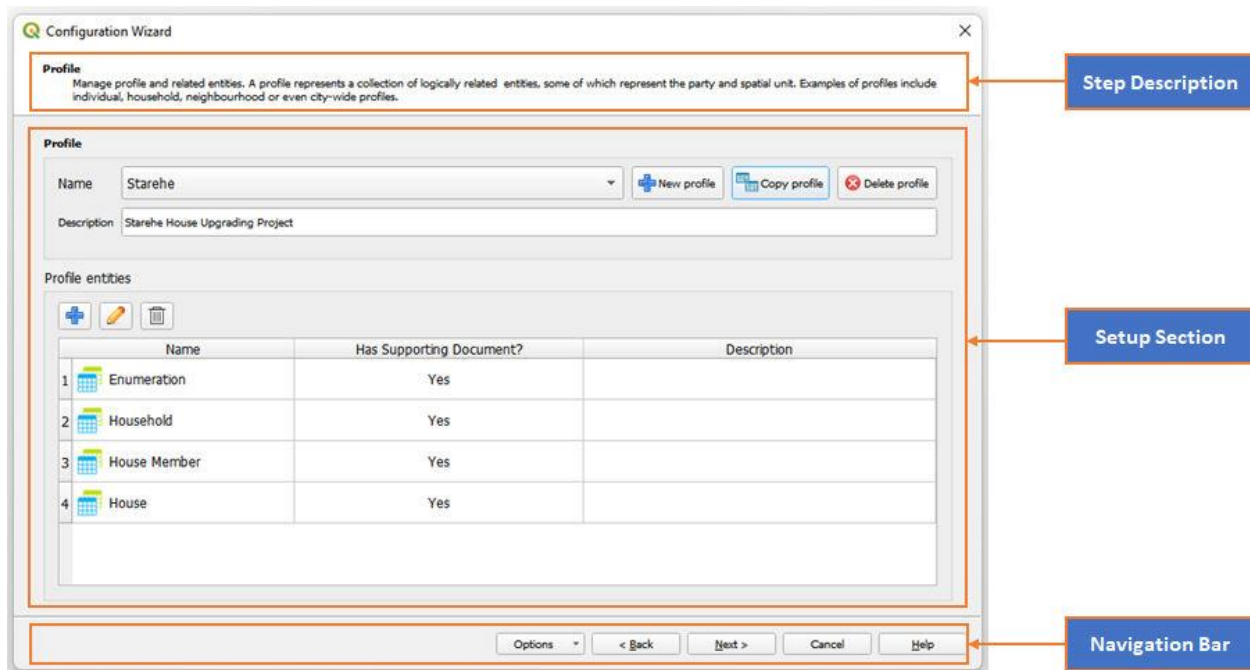 Configuration Wizard
Profile
Manage profile and related entities. A profile represents a collection of logically related entities, some of which represent the party and spatial unit. Examples of profiles include
individual, household, neighbourhood or even city-wide profiles.
Step Description
Profile
Name Starehe New profile Copy profile Delete profile
Description Starehe House Upgrading Project
Profile entities
Name Has Supporting Document? Description
Setup Section
1 Enumeration Yes
2 Household Yes
3 House Member Yes
4 House Yes
Options < Back Next > Cancel Help
Navigation Bar